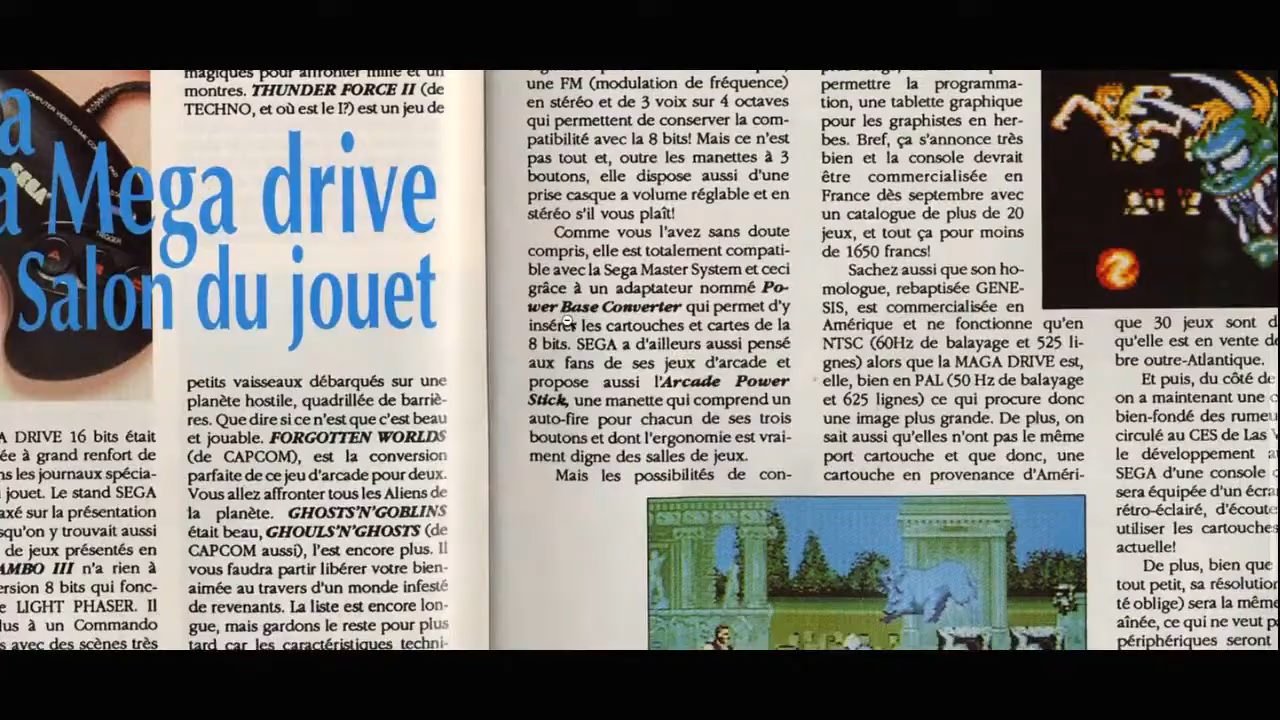 a
a Mega drive
Salon du jouet
COMPUTER VIDEO GAME
SEGA
TRIGGER
A DRIVE 16 bits était
ée à grand renfort de
ns les journaux spécia-
jouet. Le stand SEGA
axé sur la présentation
squ'on y trouvait aussi
de jeux présentés en
AMBO III n'a rien à
ersion 8 bits qui fonc-
e LIGHT PHASER. Il
lus à un Commando
s avec des scènes très
magiques pour affronter mille et un
montres. THUNDER FORCE II (de
TECHNO, et où est le I?) est un jeu de
petits vaisseaux débarqués sur une
planète hostile, quadrillée de barriè-
res. Que dire si ce n'est que c'est beau
et jouable. FORGOTTEN WORLDS
(de CAPCOM), est la conversion
parfaite de ce jeu d'arcade pour deux.
Vous allez affronter tous les Aliens de
la planète. GHOSTS'N'GOBLINS
était beau, GHOULS'N'GHOSTS (de
CAPCOM aussi), l'est encore plus. Il
vous faudra partir libérer votre bien-
aimée au travers d'un monde infesté
de revenants. La liste est encore lon-
gue, mais gardons le reste pour plus
tard car les caractéristiques techni-
une FM (modulation de fréquence)
en stéréo et de 3 voix sur 4 octaves
qui permettent de conserver la com-
patibilité avec la 8 bits! Mais ce n'est
pas tout et, outre les manettes à 3
boutons, elle dispose aussi d'une
prise casque a volume réglable et en
stéréo s'il vous plaît!
Comme vous l'avez sans doute
compris, elle est totalement compati-
ble avec la Sega Master System et ceci
grâce à un adaptateur nommé Po-
wer Base Converter qui permet d'y
insérer les cartouches et cartes de la
8 bits. SEGA a d'ailleurs aussi pensé
aux fans de ses jeux d'arcade et
propose aussi l'Arcade Power
Stick, une manette qui comprend un
auto-fire pour chacun de ses trois
boutons et dont l'ergonomie est vrai-
ment digne des salles de jeux.
Mais les possibilités de con-
permettre la programma-
tion, une tablette graphique
pour les graphistes en her-
bes. Bref, ça s'annonce très
bien et la console devrait
être commercialisée en
France dès septembre avec
un catalogue de plus de 20
jeux, et tout ça pour moins
de 1650 francs!
Sachez aussi que son ho-
mologue, rebaptisée GENE-
SIS, est commercialisée en
Amérique et ne fonctionne qu'en
NTSC (60Hz de balayage et 525 li-
gnes) alors que la MAGA DRIVE est,
elle, bien en PAL (50 Hz de balayage
et 625 lignes) ce qui procure donc
une image plus grande. De plus, on
sait aussi qu'elles n'ont pas le même
port cartouche et que donc, une
cartouche en provenance d'Améri-
que 30 jeux sont d
qu'elle est en vente de
bre outre-Atlantique.
Et puis, du côté de
on a maintenant une c
bien-fondé des rumeu
circulé au CES de Las V
le développement a
SEGA d'une console c
sera équipée d'un écra
rétro-éclairé, d'écoute
utiliser les cartouches
actuelle!
De plus, bien que
tout petit, sa résolution
té oblige) sera la même
aînée, ce qui ne veut p
périphériques seront